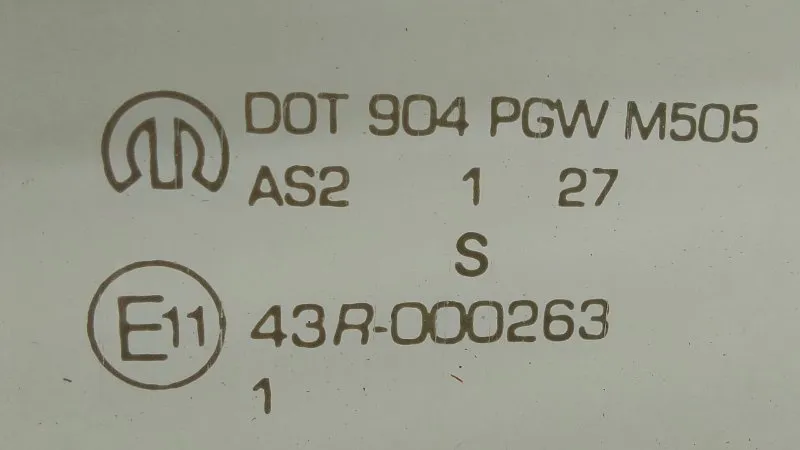 DOT 904 PGW M505
AS2 1 27
S
E11 43R-000263
1